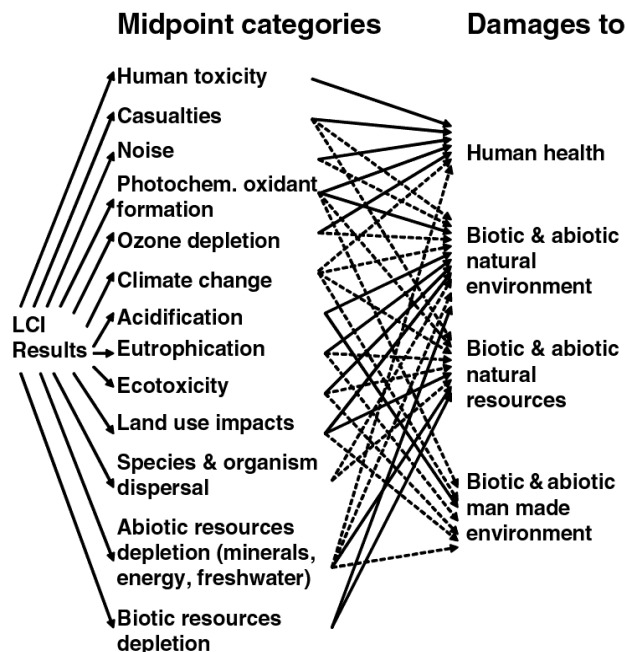 Midpoint categories
Damages to
Human toxicity
Casualties
Noise
Photochem. oxidant
formation
Ozone depletion
Climate change
Acidification
Eutrophication
Ecotoxicity
Land use impacts
Species & organism
dispersal
Abiotic resources
depletion (minerals,
energy, freshwater)
Biotic resources
depletion
LCI
Results
Human health
Biotic & abiotic
natural
environment
Biotic & abiotic
natural
resources
Biotic & abiotic
man made
environment